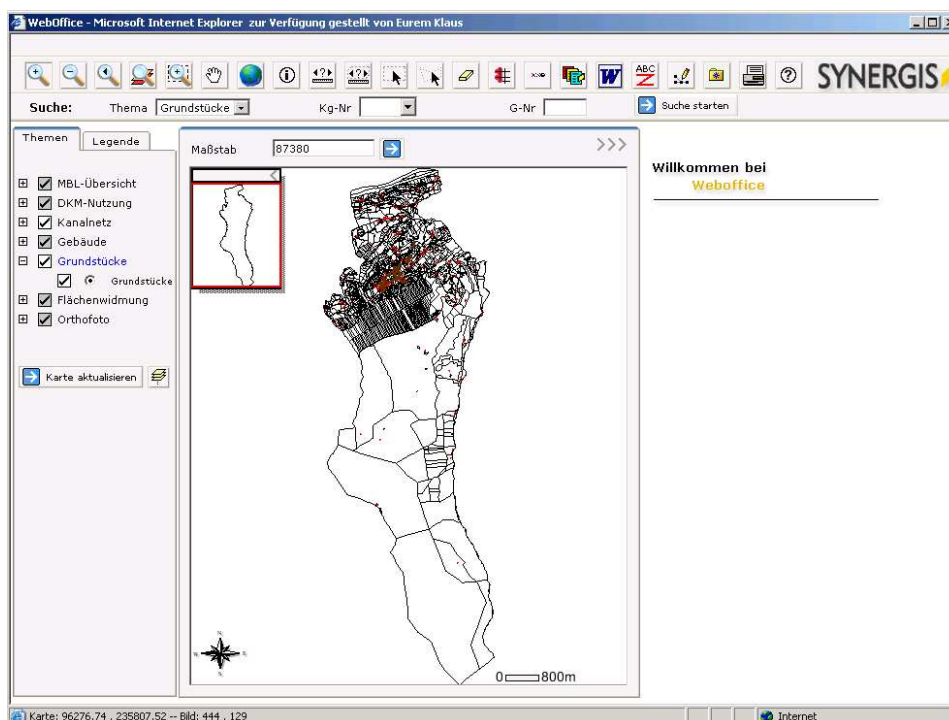 WebOffice - Microsoft Internet Explorer zur Verfügung gestellt von Eurem Klaus
W ABC
SYNERGIS
Suche: Thema Grundstücke Kg-Nr G-Nr Suche starten
Themen Legende
Maßstab 87380 >>>
MBL-Übersicht
DKM-Nutzung
Kanalnetz
Gebäude
Grundstücke
Grundstücke
Flächenwidmung
Orthofoto
Karte aktualisieren
Willkommen bei
Weboffice
0 800m
Karte: 96276.74 , 235807.52 -- Bild: 444 , 129 Internet